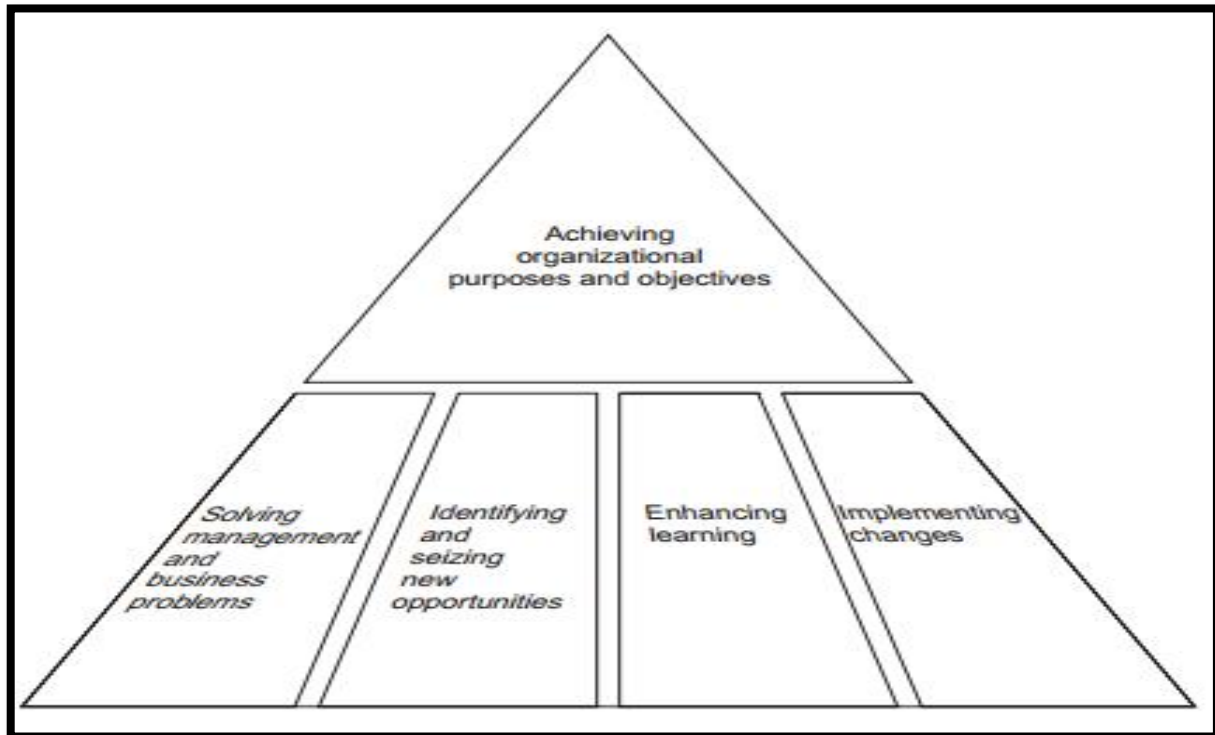 Achieving
organizational
purposes and objectives
Solving
management
and
business
problems
Identifying
and
seizing
new
opportunities
Enhancing
learning
Implementing
changes